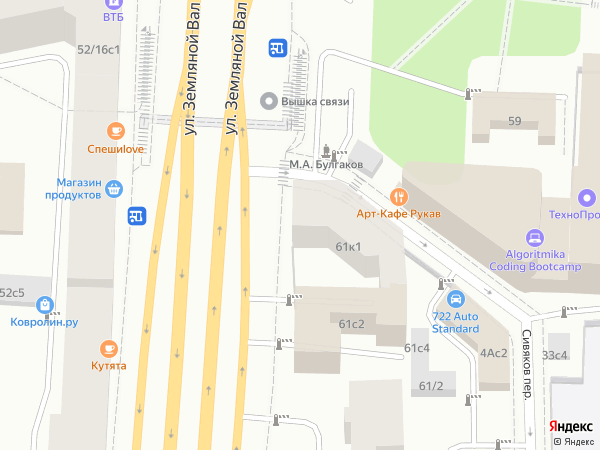 ВТБ
52/16с1
ул. Земляной Вал
ул. Земляной Вал
Вышка связи
59
Спешиlove
М.А. Булгаков
Магазин
продуктов
Арт-Кафе Рукав
ТехноПро
61к1
Algoritmika
Coding Bootcamp
52с5
Ковролин.ру
722 Auto
Standard
61с2
Сивяков пер.
61с4
4Ас2
33с4
Кутята
61/2
Яндекс